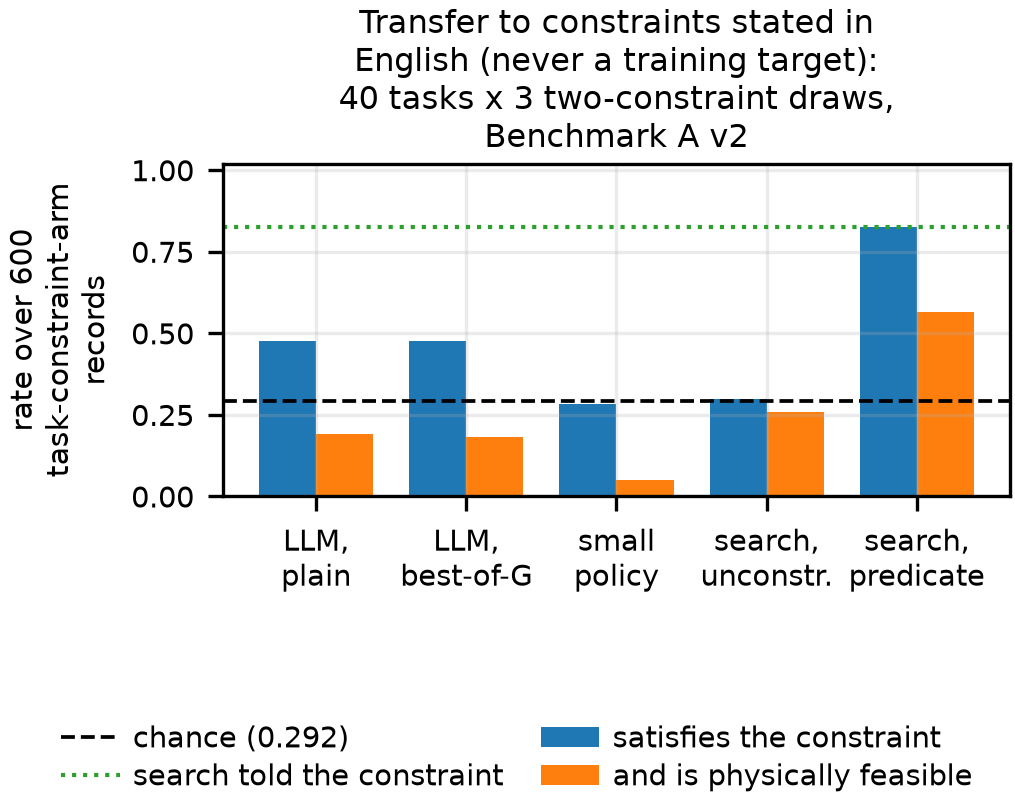 Transfer to constraints stated in
English (never a training target):
40 tasks x 3 two-constraint draws,
Benchmark A v2
rate over 600
task-constraint-arm
records
1.00
0.75
0.50
0.25
0.00
LLM,
plain
LLM,
best-of-G
small
policy
search,
unconstr.
search,
predicate
chance (0.292)
search told the constraint
satisfies the constraint
and is physically feasible